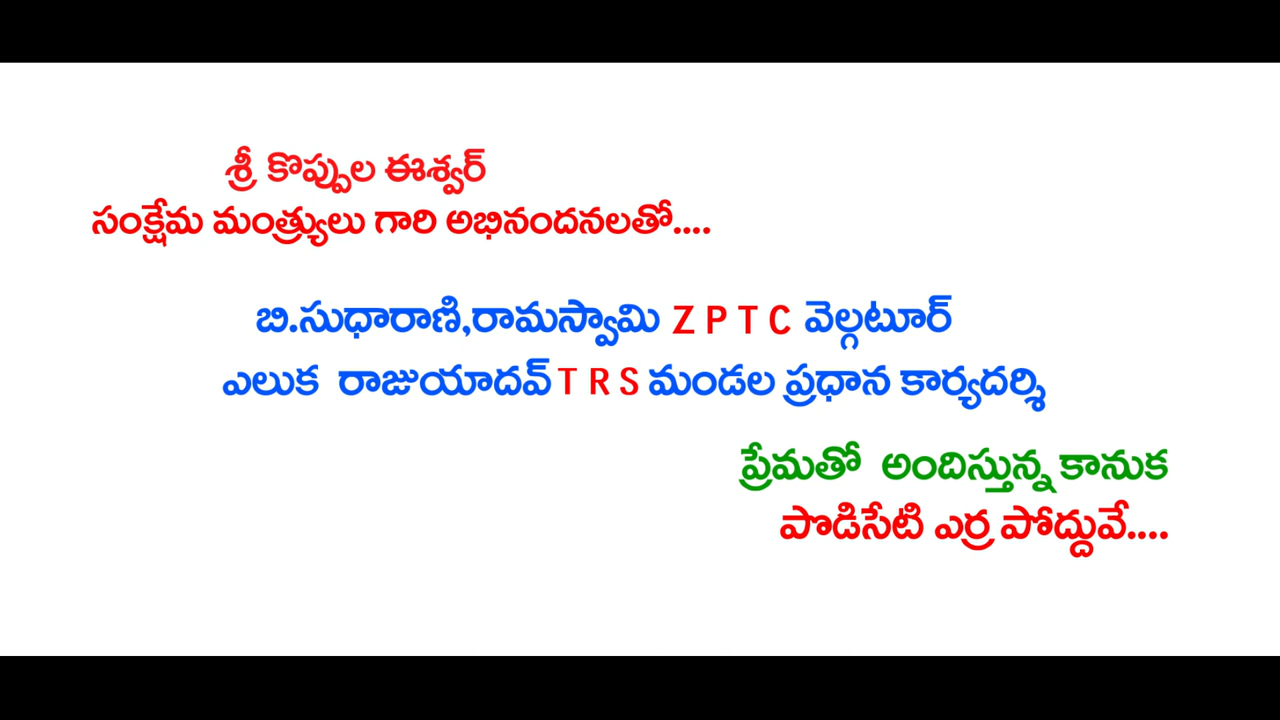 శ్రీ కొప్పుల ఈశ్వర్
సంక్షేమ మంత్ర్యులు గారి అభినందనలతో....
బి.సుధారాణి,రామస్వామి Z P T C వెల్గటూర్
ఎలుక రాజుయాదవ్ T R S మండల ప్రధాన కార్యదర్శి
ప్రేమతో అందిస్తున్న కానుక
పొడిసేటి ఎర్ర పోద్దువే....